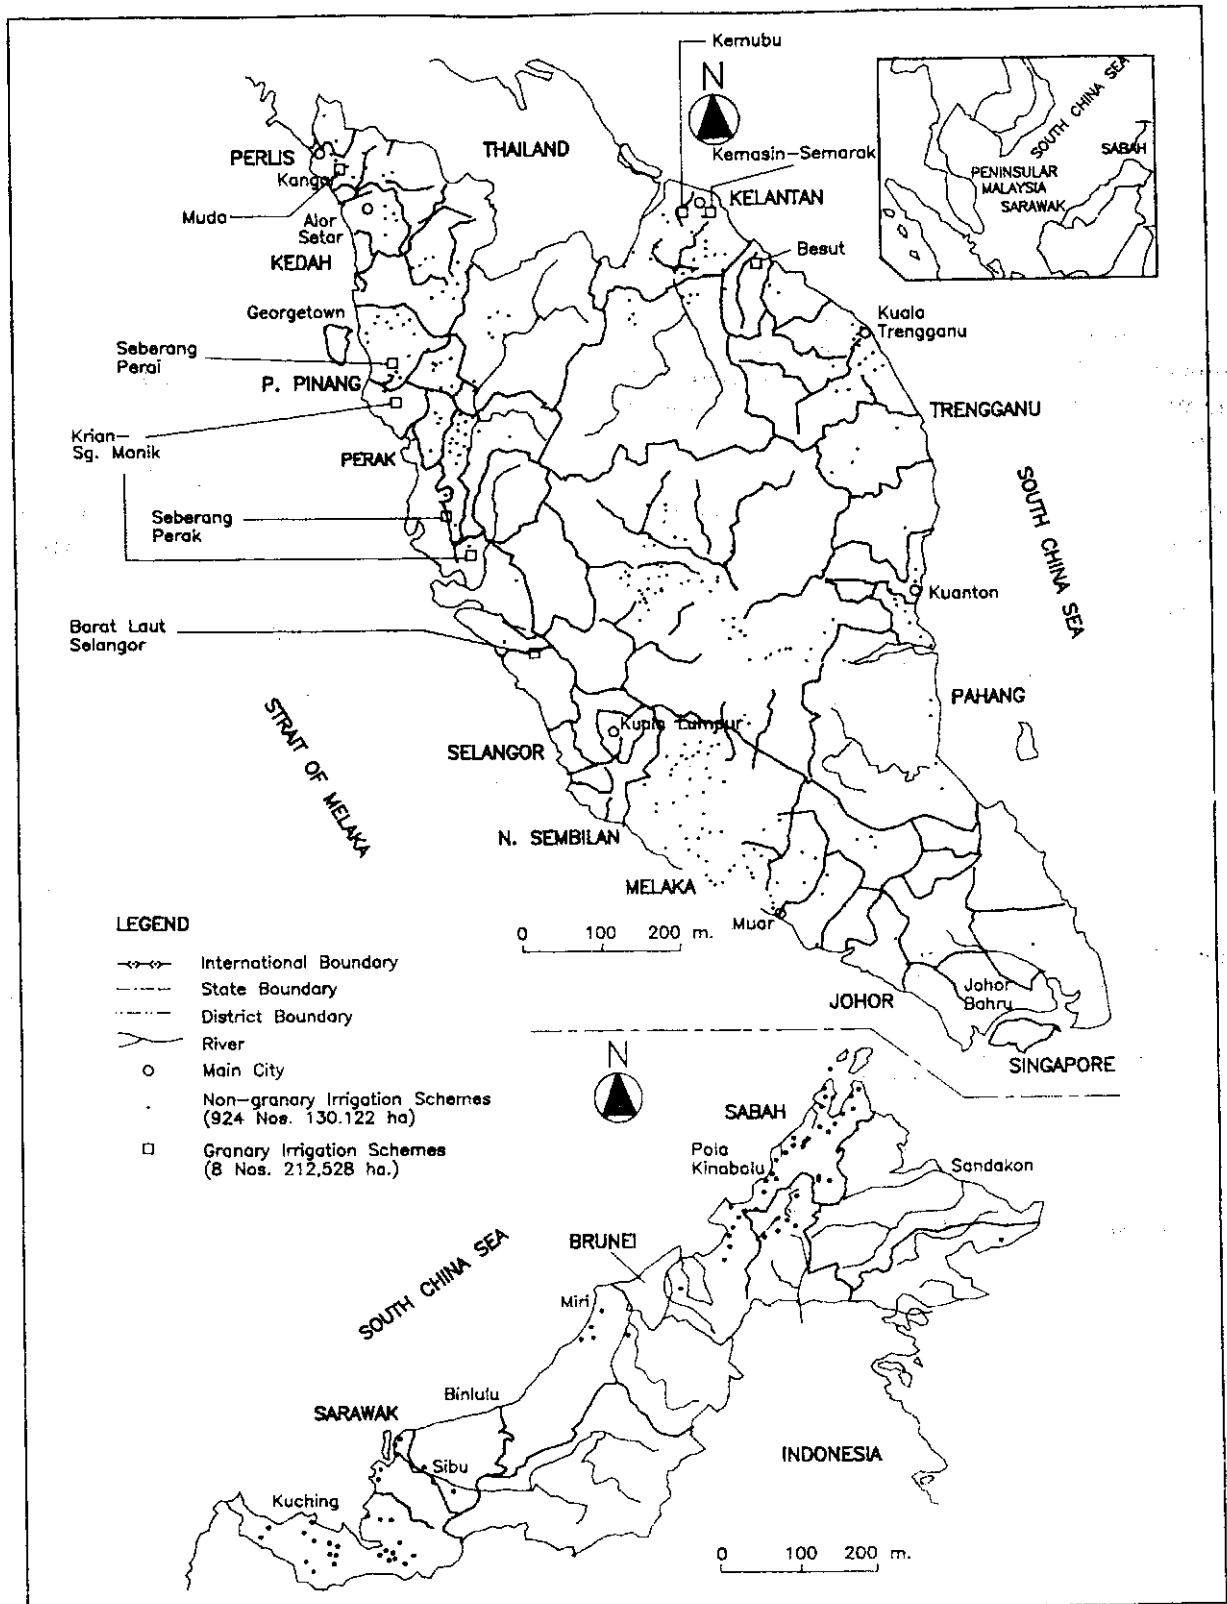 Kemubu
N
SOUTH CHINA SEA
SABAH
PENINSULAR
MALAYSIA
SARAWAK
THAILAND
Kemasin-Semarak
PERLIS
Kangar
KELANTAN
Muda
Alor
Setar
Besut
KEDAH
Georgetown
Kuala
Trengganu
Seberang
Perai
P. PINANG
TRENGGANU
Krian-
Sg. Manik
PERAK
SOUTH CHINA SEA
Seberang
Perak
Kuanton
Barat Laut
Selangor
PAHANG
STRAIT OF MELAKA
Kuala Lumpur
SELANGOR
N. SEMBILAN
MELAKA
Muar
LEGEND
0 100 200 m.
International Boundary
State Boundary
District Boundary
River
Main City
Non-granary Irrigation Schemes
(924 Nos. 130.122 ha)
Granary Irrigation Schemes
(8 Nos. 212,528 ha.)
Johor
Bahru
JOHOR
SINGAPORE
N
SABAH
Pola
Kinabolu
Sandakon
BRUNEI
SOUTH CHINA SEA
Miri
Binlulu
SARAWAK
Sibu
INDONESIA
Kuching
0 100 200 m.